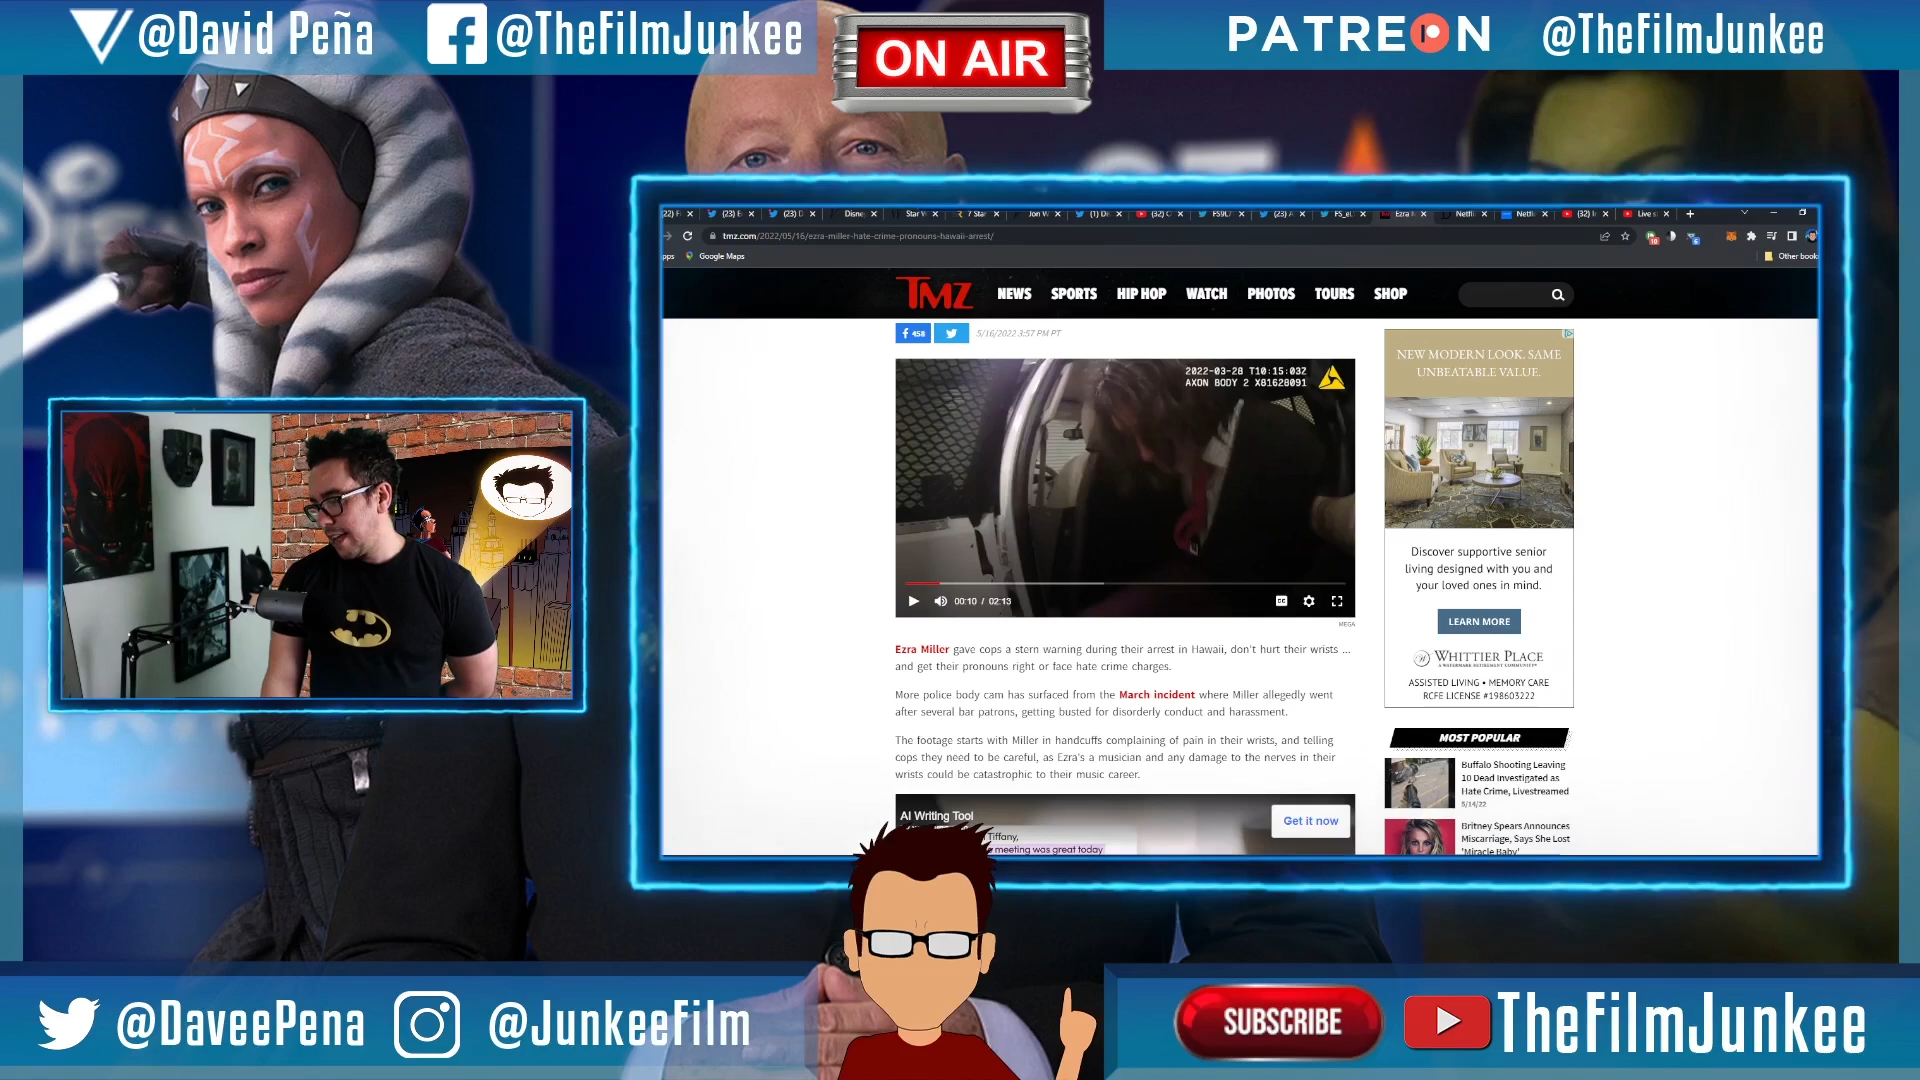 @David Peña
@TheFilmJunkee
ON AIR
PATREON
@TheFilmJunkee
tmz.com/2022/05/16/ezra-miller-hate-crime-pronouns-hawaii-arrest/
Google Maps
TMZ
NEWS
SPORTS
HIP HOP
WATCH
PHOTOS
TOURS
SHOP
458
5/16/2022 3:57 PM PT
2022-03-28 T10:15:03Z
AXON BODY 2 X81628091
00:10 / 02:13
MEGA
Ezra Miller gave cops a stern warning during their arrest in Hawaii, don't hurt their wrists ...
and get their pronouns right or face hate crime charges.
More police body cam has surfaced from the March incident where Miller allegedly went
after several bar patrons, getting busted for disorderly conduct and harassment.
The footage starts with Miller in handcuffs complaining of pain in their wrists, and telling
cops they need to be careful, as Ezra's a musician and any damage to the nerves in their
wrists could be catastrophic to their music career.
AI Writing Tool
Get it now
Tiffany,
meeting was great today
NEW MODERN LOOK. SAME
UNBEATABLE VALUE.
Discover supportive senior
living designed with you and
your loved ones in mind.
LEARN MORE
WHITTIER PLACE
A WATERMARK RETIREMENT COMMUNITY
ASSISTED LIVING • MEMORY CARE
RCFE LICENSE #198603222
MOST POPULAR
Buffalo Shooting Leaving
10 Dead Investigated as
Hate Crime, Livestreamed
5/14/22
Britney Spears Announces
Miscarriage, Says She Lost
'Miracle Baby'
@DaveePena
@JunkeeFilm
SUBSCRIBE
TheFilmJunkee